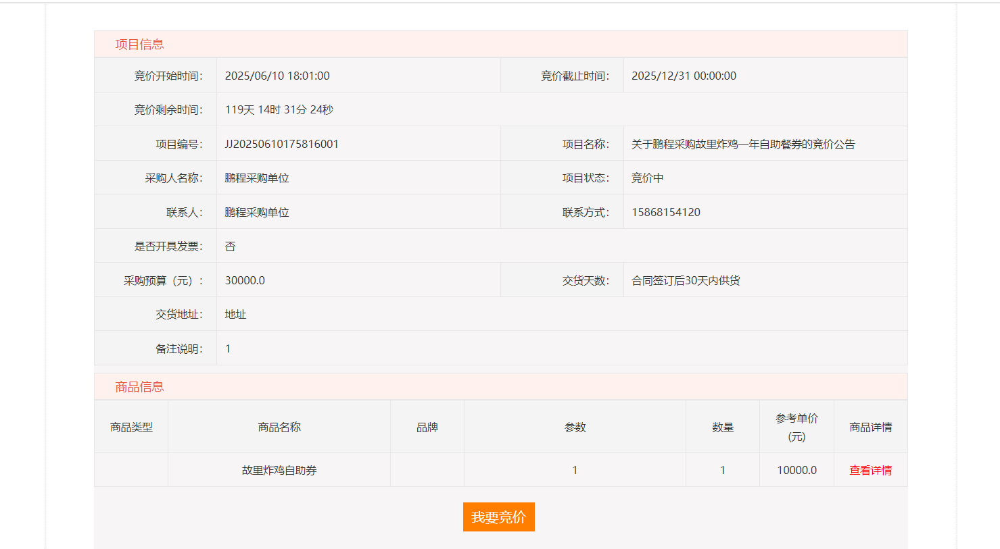 项目信息
竞价开始时间： 2025/06/10 18:01:00 竞价截止时间： 2025/12/31 00:00:00
竞价剩余时间： 119天 14时 31分 24秒
项目编号： JJ20250610175816001 项目名称： 关于鹏程采购故里炸鸡一年自助餐券的竞价公告
采购人名称： 鹏程采购单位 项目状态： 竞价中
联系人： 鹏程采购单位 联系方式： 15868154120
是否开具发票： 否
采购预算（元）： 30000.0 交货天数： 合同签订后30天内供货
交货地址： 地址
备注说明： 1
商品信息
商品类型 商品名称 品牌 参数 数量 参考单价(元) 商品详情
故里炸鸡自助券 1 1 10000.0 查看详情
我要竞价